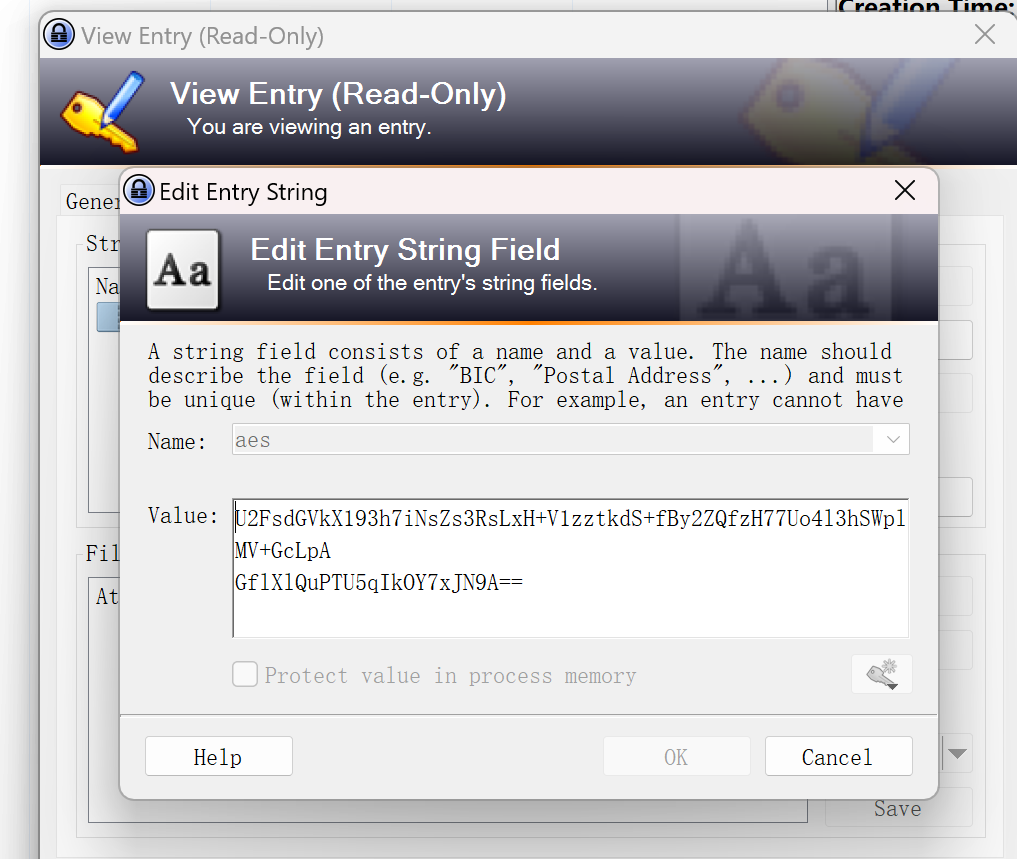 Creation Time:
View Entry (Read-Only)
View Entry (Read-Only)
You are viewing an entry.
Gener
Edit Entry String
Str
Edit Entry String Field
Edit one of the entry's string fields.
Aa
Na
A string field consists of a name and a value. The name should
describe the field (e.g. "BIC", "Postal Address", ...) and must
be unique (within the entry). For example, an entry cannot have
Name: aes
Value: U2FsdGVkX193h7iNsZs3RsLxH+V1zztkdS+fBy2ZQfzH77Uo4l3hSWpl
MV+GcLpA
GflXlQuPTU5qIkOY7xJN9A==
Fil
At
Protect value in process memory
Help
OK
Cancel
Save